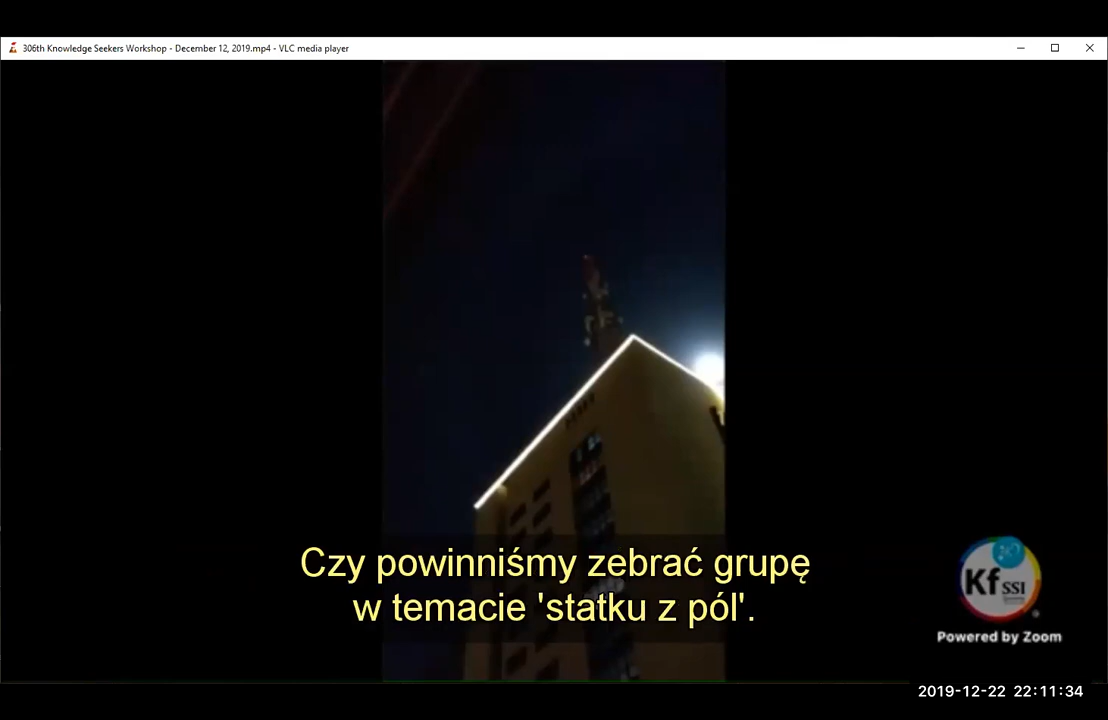 306th Knowledge Seekers Workshop - December 12, 2019.mp4 - VLC media player
Czy powinniśmy zebrać grupę
w temacie 'statku z pól'.
Kf SSI
Powered by Zoom
2019-12-22 22:11:34